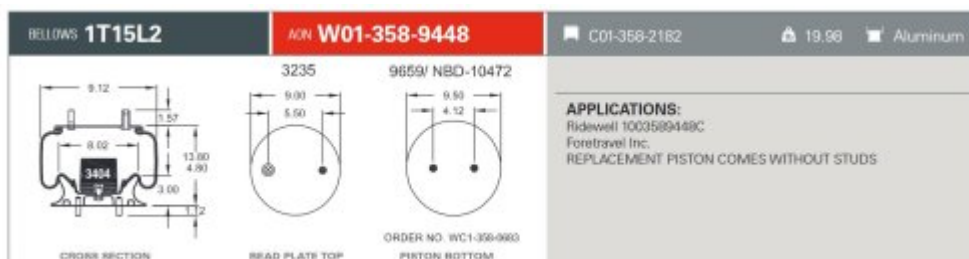 BELLOWS 1T15L2
AON W01-358-9448
C01-358-2182
19.98
Aluminum
3235
9659/ NBD-10472
9.12
1.57
8.02
13.80
4.80
3404
3.00
1.12
9.00
5.50
9.50
4.12
ORDER NO. WC1-358-
CROSS SECTION
BEAD PLATE TOP
PISTON BOTTOM
APPLICATIONS:
Ridewell 1003589448C
Foretravel Inc.
REPLACEMENT PISTON COMES WITHOUT STUDS